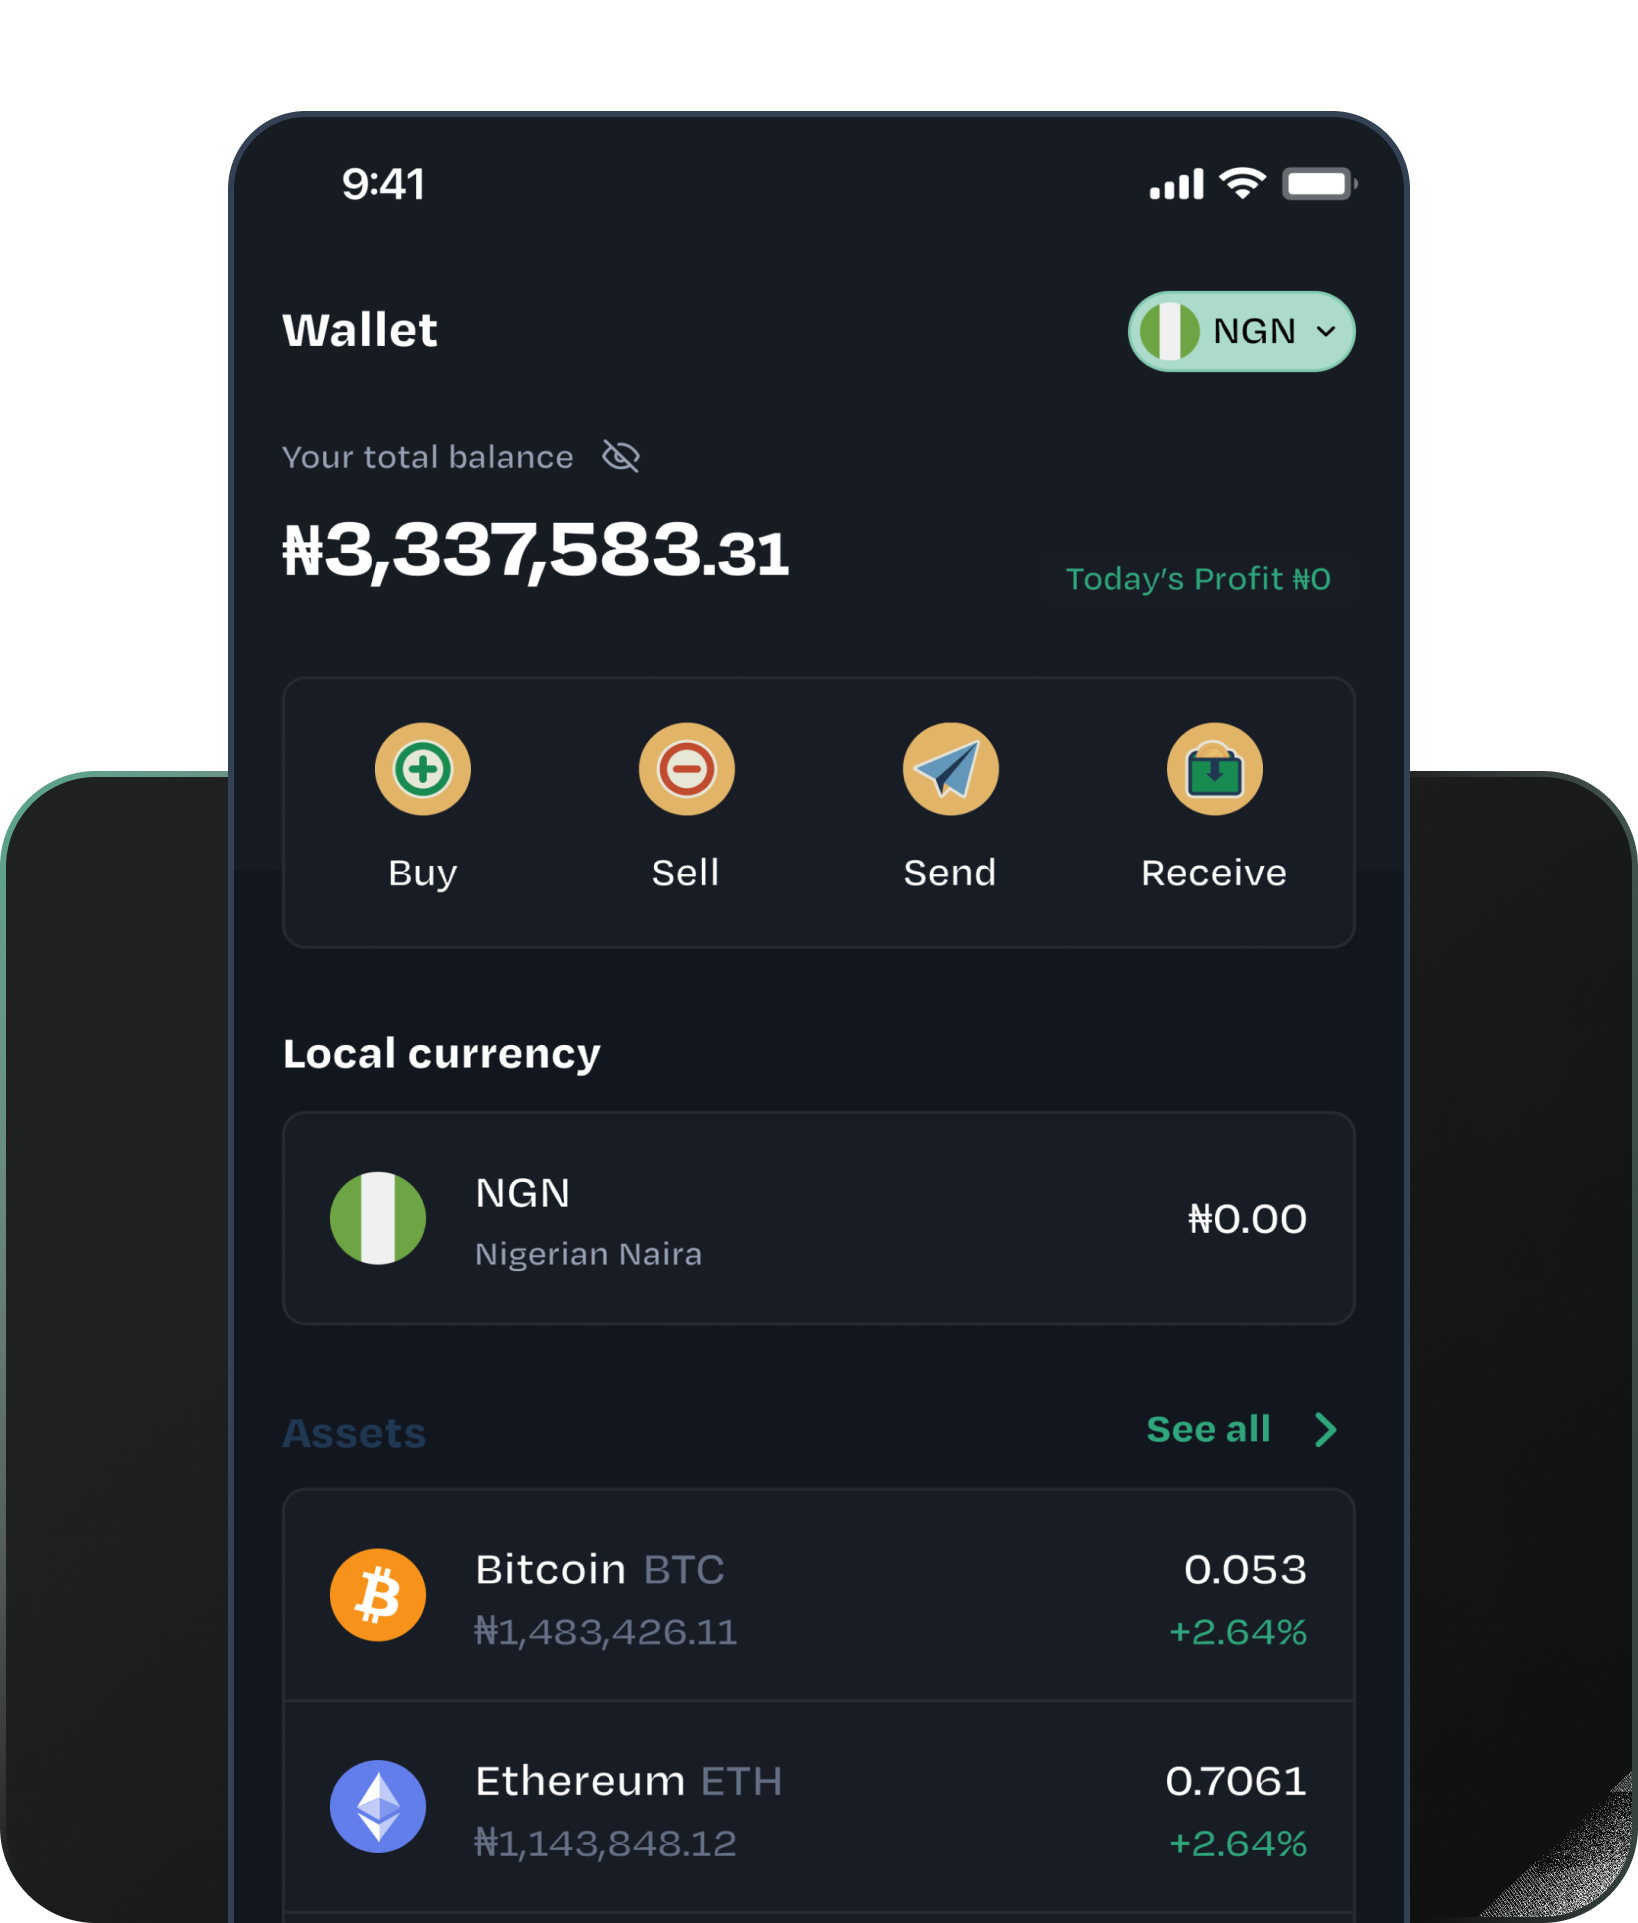 9:41
Wallet
NGN
Your total balance
₦3,337,583.31
Today's Profit ₦0
Buy Sell Send Receive
Local currency
NGN
₦0.00
Nigerian Naira
Assets
See all
Bitcoin BTC
0.053
₦1,483,426.11
+2.64%
Ethereum ETH
0.7061
₦1,143,848.12
+2.64%